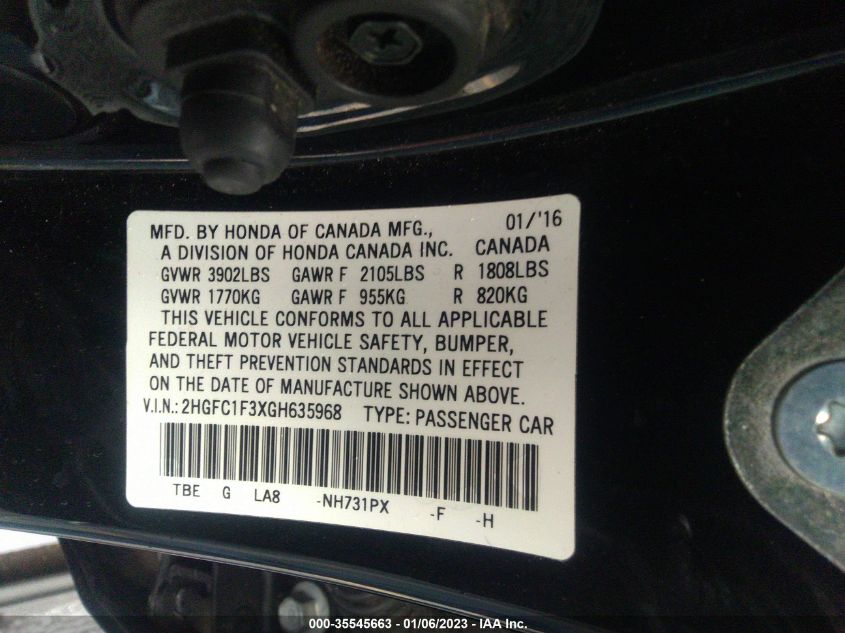 MFD. BY HONDA OF CANADA MFG., 01/'16
A DIVISION OF HONDA CANADA INC. CANADA
GVWR 3902LBS GAWR F 2105LBS R 1808LBS
GVWR 1770KG GAWR F 955KG R 820KG
THIS VEHICLE CONFORMS TO ALL APPLICABLE
FEDERAL MOTOR VEHICLE SAFETY, BUMPER,
AND THEFT PREVENTION STANDARDS IN EFFECT
ON THE DATE OF MANUFACTURE SHOWN ABOVE.
V.I.N.:2HGFC1F3XGH635968 TYPE: PASSENGER CAR
TBE G LA8 -NH731PX -F -H
000-35545663 - 01/06/2023 - IAA Inc.